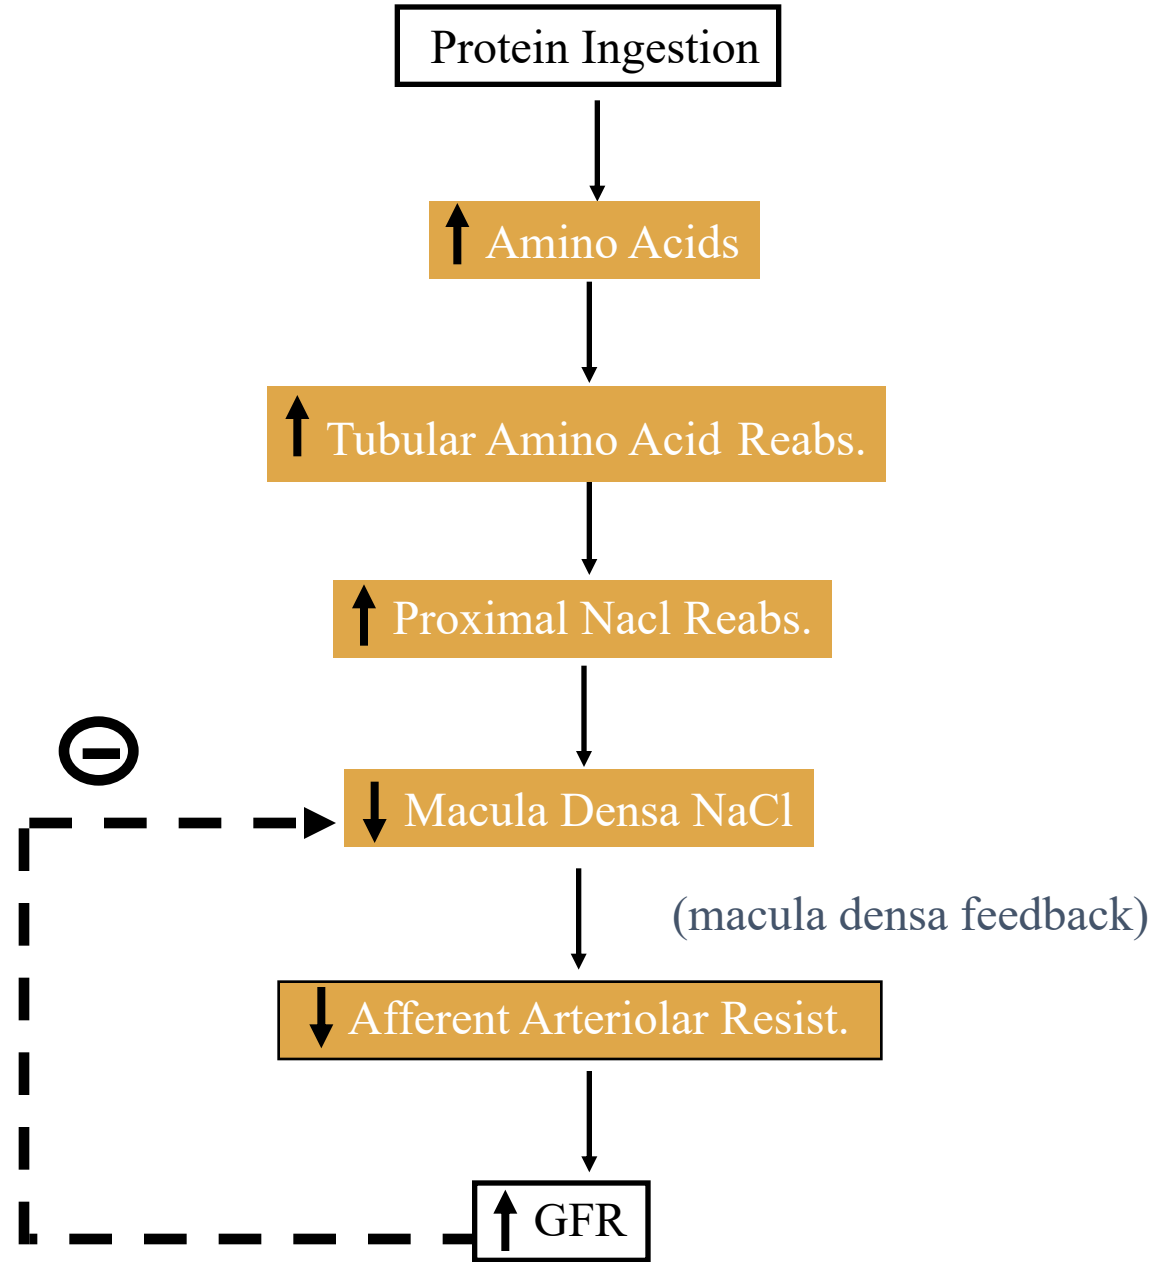 Protein Ingestion
Amino Acids
Tubular Amino Acid Reabs.
Proximal Nacl Reabs.
Macula Densa NaCl
(macula densa feedback)
Afferent Arteriolar Resist.
GFR